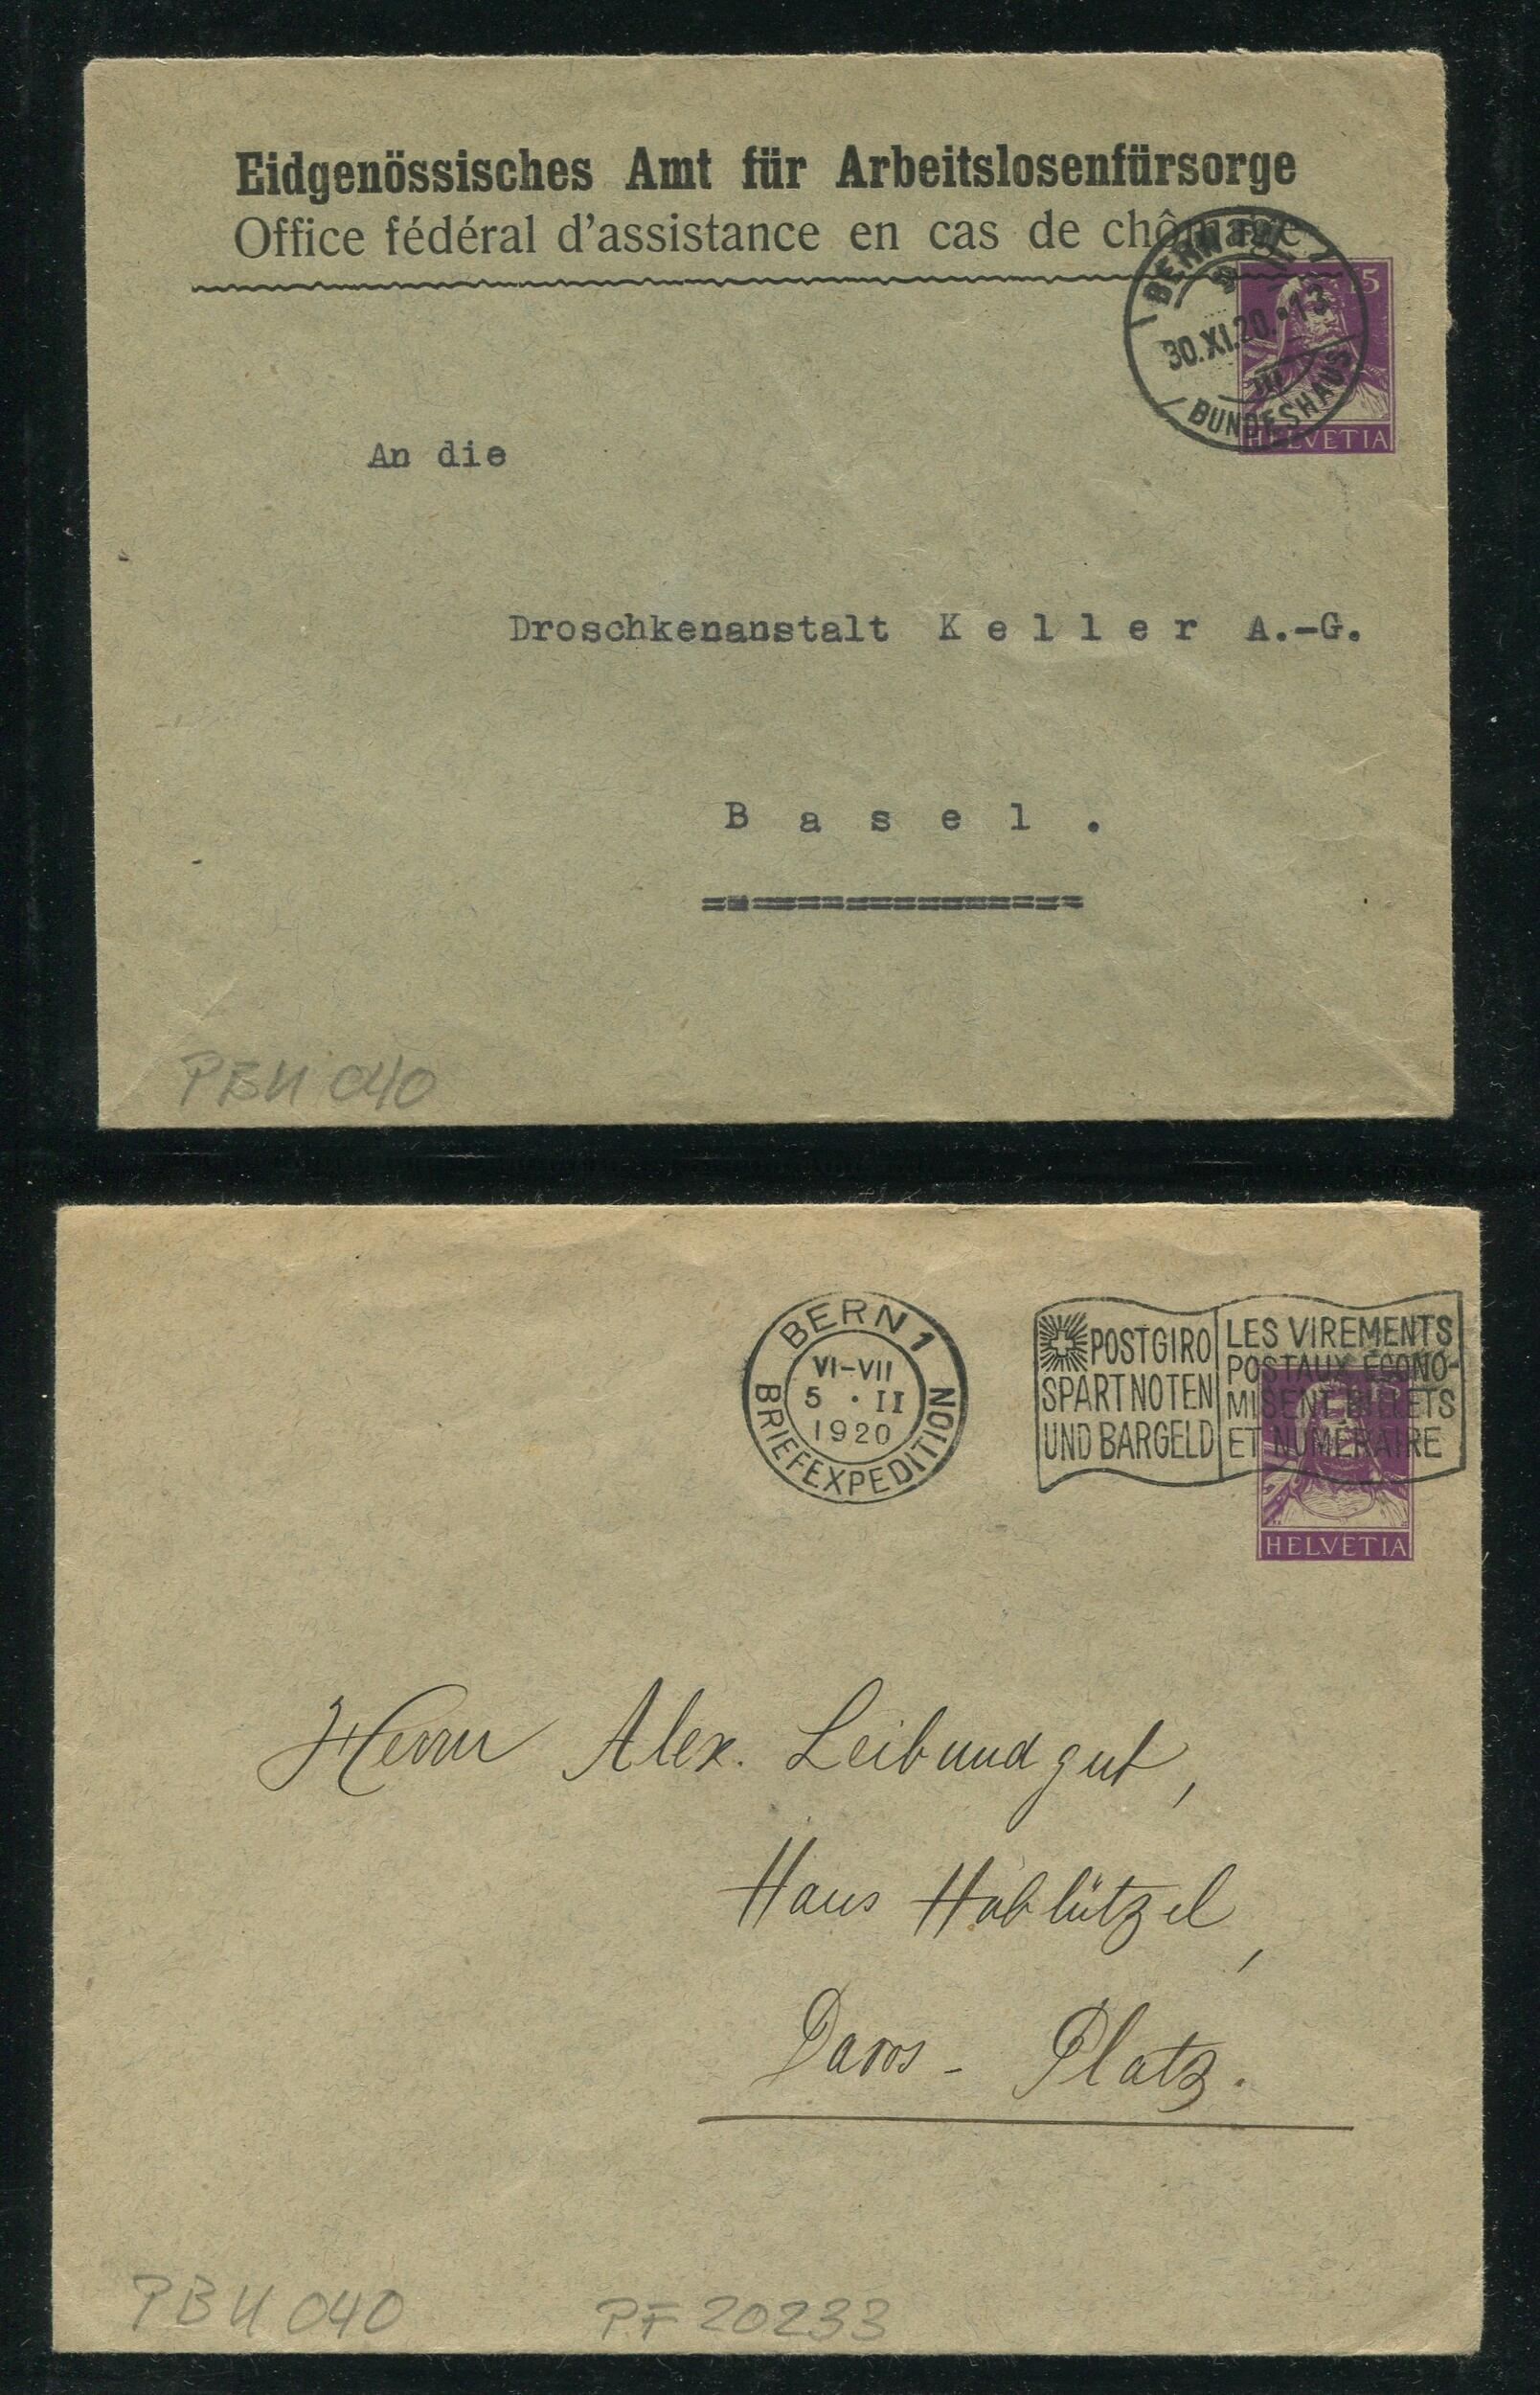 Eidgenössisches Amt für Arbeitslosenfürsorge
Office fédéral d'assistance en cas de chômage
BERN
30.XI.20.•13
III
BUNDESHAUS
15
HELVETIA
An die
Droschkenanstalt K e l l e r A.-G.
B a s e l .
================
PBU 040
BERN 1
VI-VII
5 • II
1920
BRIEFEXPEDITION
POSTGIRO
SPART NOTEN
UND BARGELD
LES VIREMENTS
POSTAUX ÉCONO-
MISENT BILLETS
ET NUMÉRAIRE
HELVETIA
Herrn Alex. Leibundgut,
Haus Hablützel,
Davos - Platz.
PBU 040
PF 20233